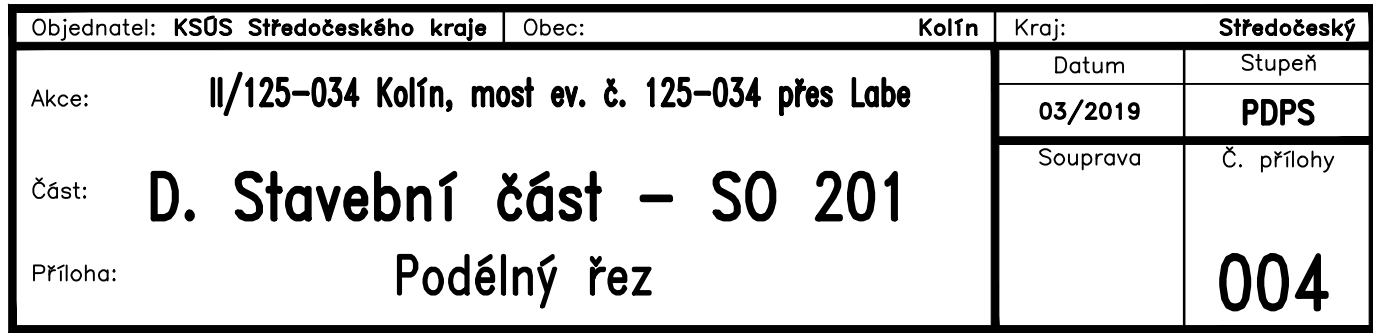 Objednatel: KSÚS Středočeského kraje Obec: Kolín Kraj: Středočeský
Akce: II/125-034 Kolín, most ev. č. 125-034 přes Labe
Datum Stupeň
03/2019 PDPS
Část: D. Stavební část - SO 201
Souprava Č. přílohy
Příloha: Podélný řez
004